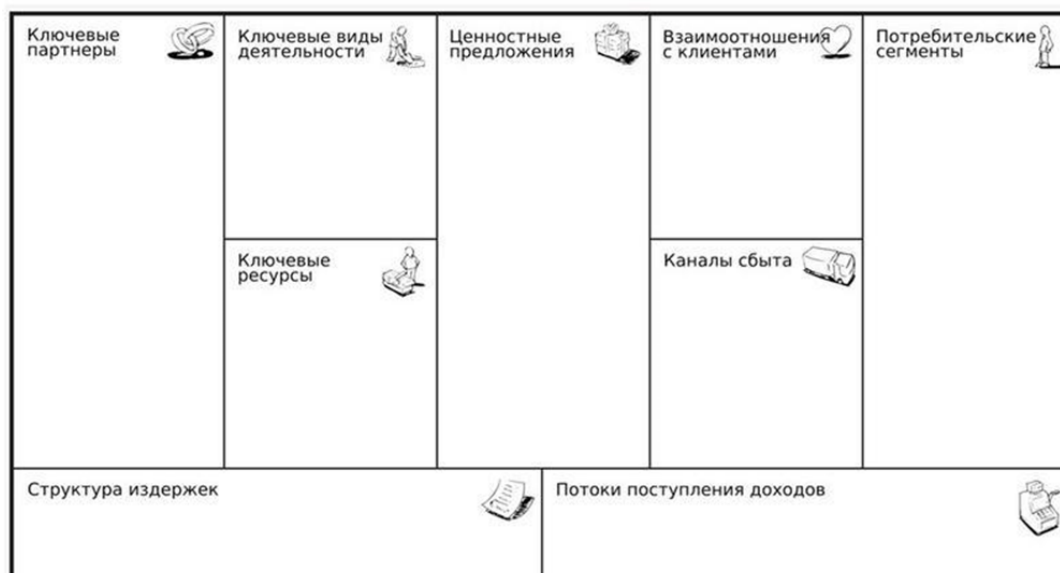 Ключевые
партнеры
Ключевые виды
деятельности
Ценностные
предложения
Взаимоотношения
с клиентами
Потребительские
сегменты
Ключевые
ресурсы
Каналы сбыта
Структура издержек
Потоки поступления доходов